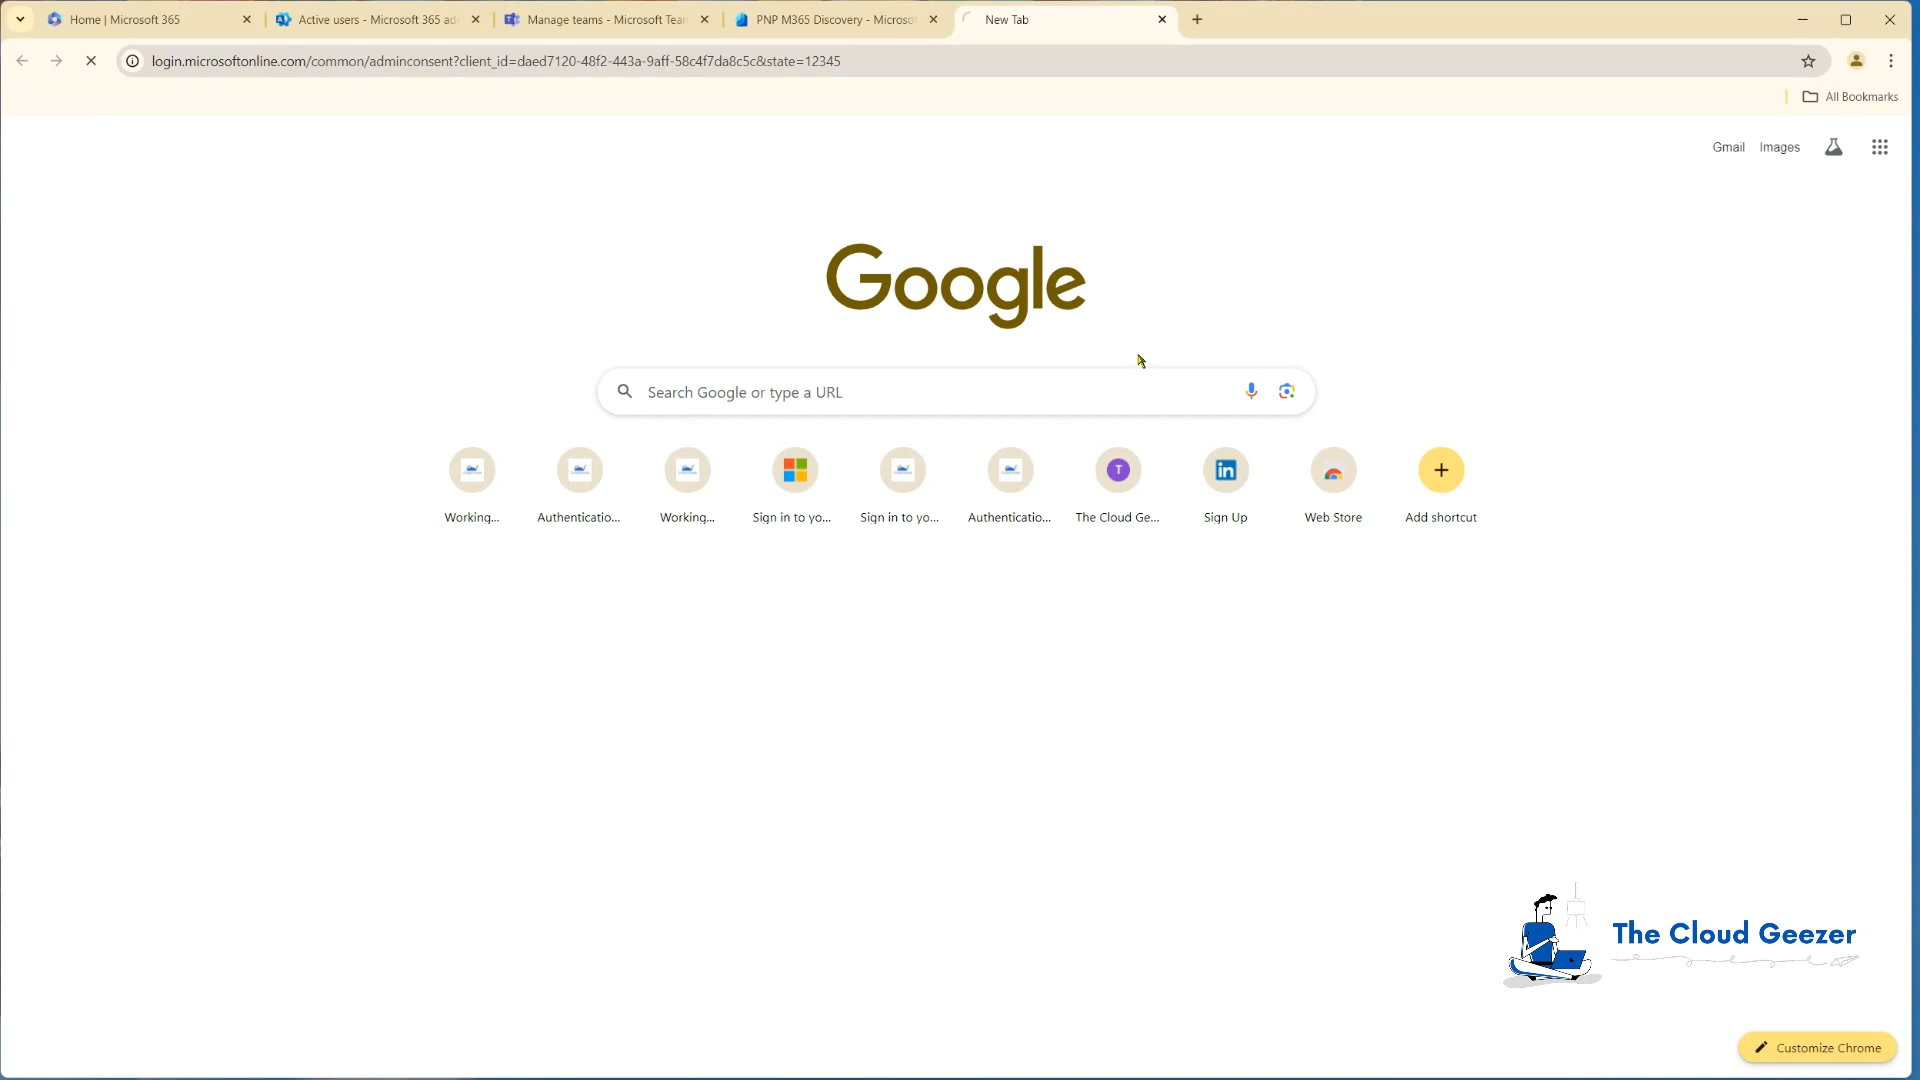 Home | Microsoft 365
Active users - Microsoft 365 ad
Manage teams - Microsoft Tea
PNP M365 Discovery - Microso
New Tab
login.microsoftonline.com/common/adminconsent?client_id=daed7120-48f2-443a-9aff-58c4f7da8c5c&state=12345
All Bookmarks
Gmail Images
Google
Search Google or type a URL
T
in
Working...
Authenticatio...
Working...
Sign in to yo...
Sign in to yo...
Authenticatio...
The Cloud Ge...
Sign Up
Web Store
Add shortcut
The Cloud Geezer
Customize Chrome